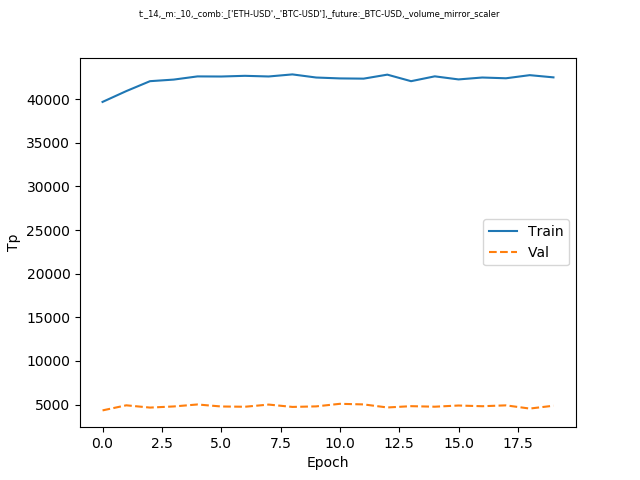 t:_14,_m:_10,_comb:_['ETH-USD',_'BTC-USD'],_future:_BTC-USD,_volume_mirror_scaler
40000
35000
30000
25000
20000
15000
10000
5000
Tp
Train
Val
0.0 2.5 5.0 7.5 10.0 12.5 15.0 17.5
Epoch